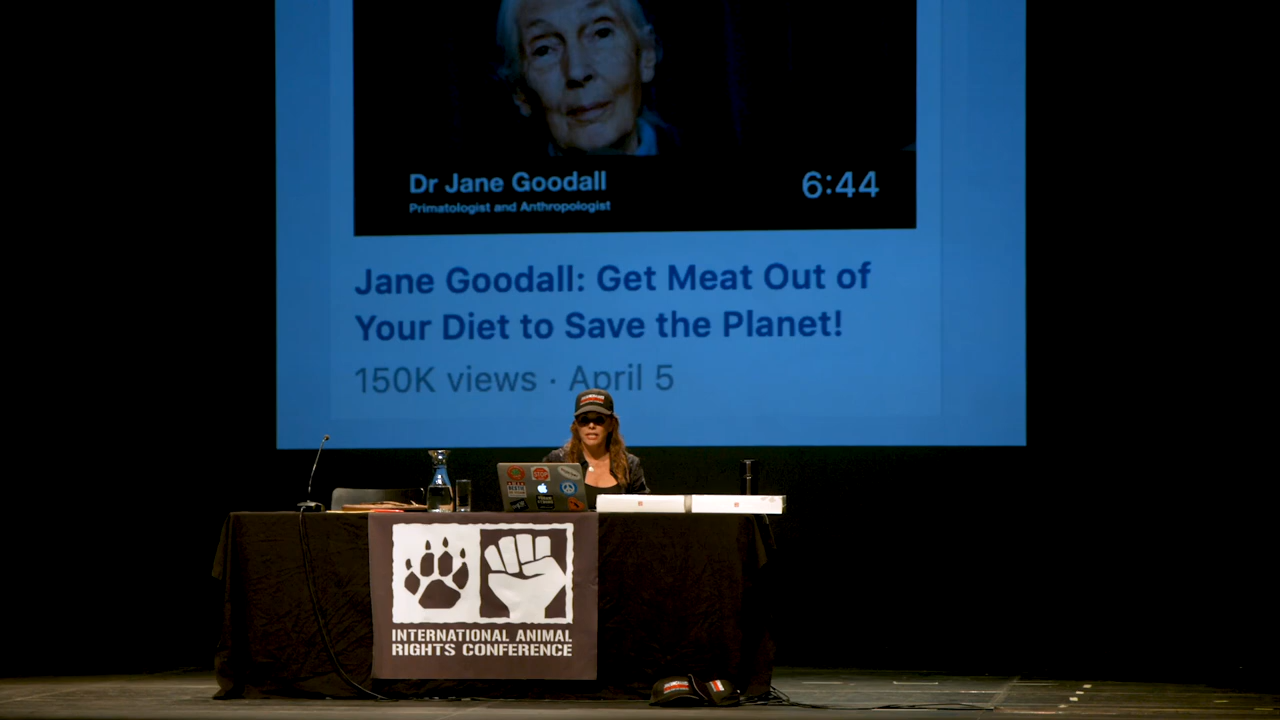 Dr Jane Goodall
6:44
Primatologist and Anthropologist
Jane Goodall: Get Meat Out of
Your Diet to Save the Planet!
150K views · April 5
INTERNATIONAL ANIMAL
RIGHTS CONFERENCE